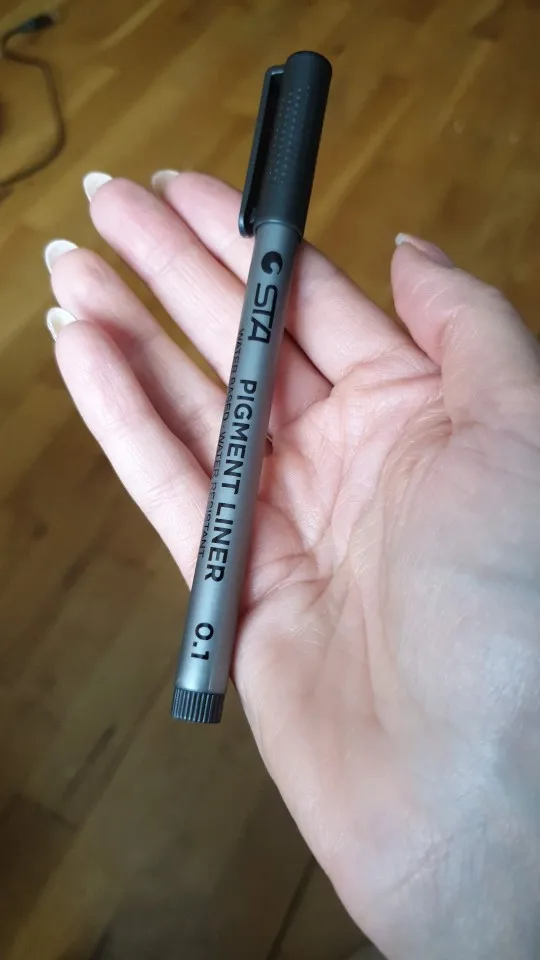 STA
PIGMENT LINER
WATER BASED · WATER RESISTANT
0.1